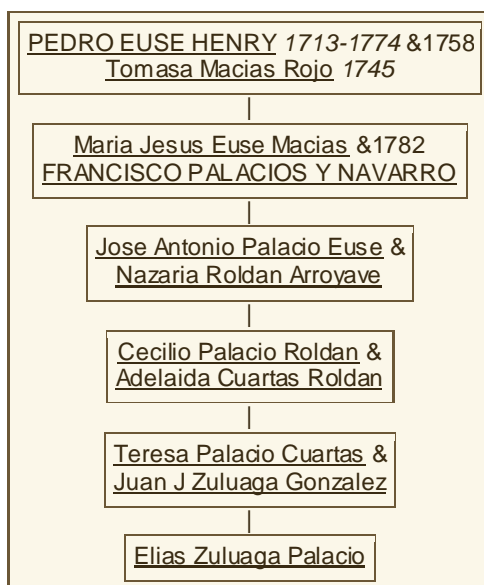 PEDRO EUSE HENRY 1713-1774 &1758
Tomasa Macias Rojo 1745
Maria Jesus Euse Macias &1782
FRANCISCO PALACIOS Y NAVARRO
Jose Antonio Palacio Euse &
Nazaria Roldan Arroyave
Cecilio Palacio Roldan &
Adelaida Cuartas Roldan
Teresa Palacio Cuartas &
Juan J Zuluaga Gonzalez
Elias Zuluaga Palacio